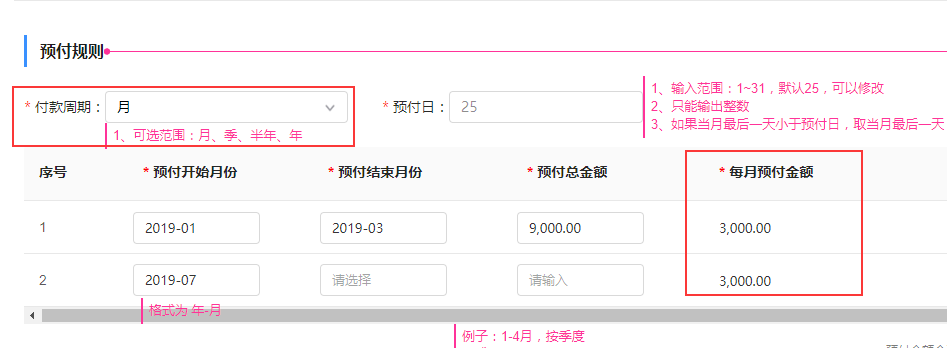 预付规则
* 付款周期： 月
* 预付日： 25
1、输入范围：1~31，默认25，可以修改
2、只能输出整数
3、如果当月最后一天小于预付日，取当月最后一天
1、可选范围：月、季、半年、年
序号 * 预付开始月份 * 预付结束月份 * 预付总金额 * 每月预付金额
1 2019-01 2019-03 9,000.00 3,000.00
2 2019-07 请选择 请输入 3,000.00
格式为 年-月
例子：1-4月，按季度